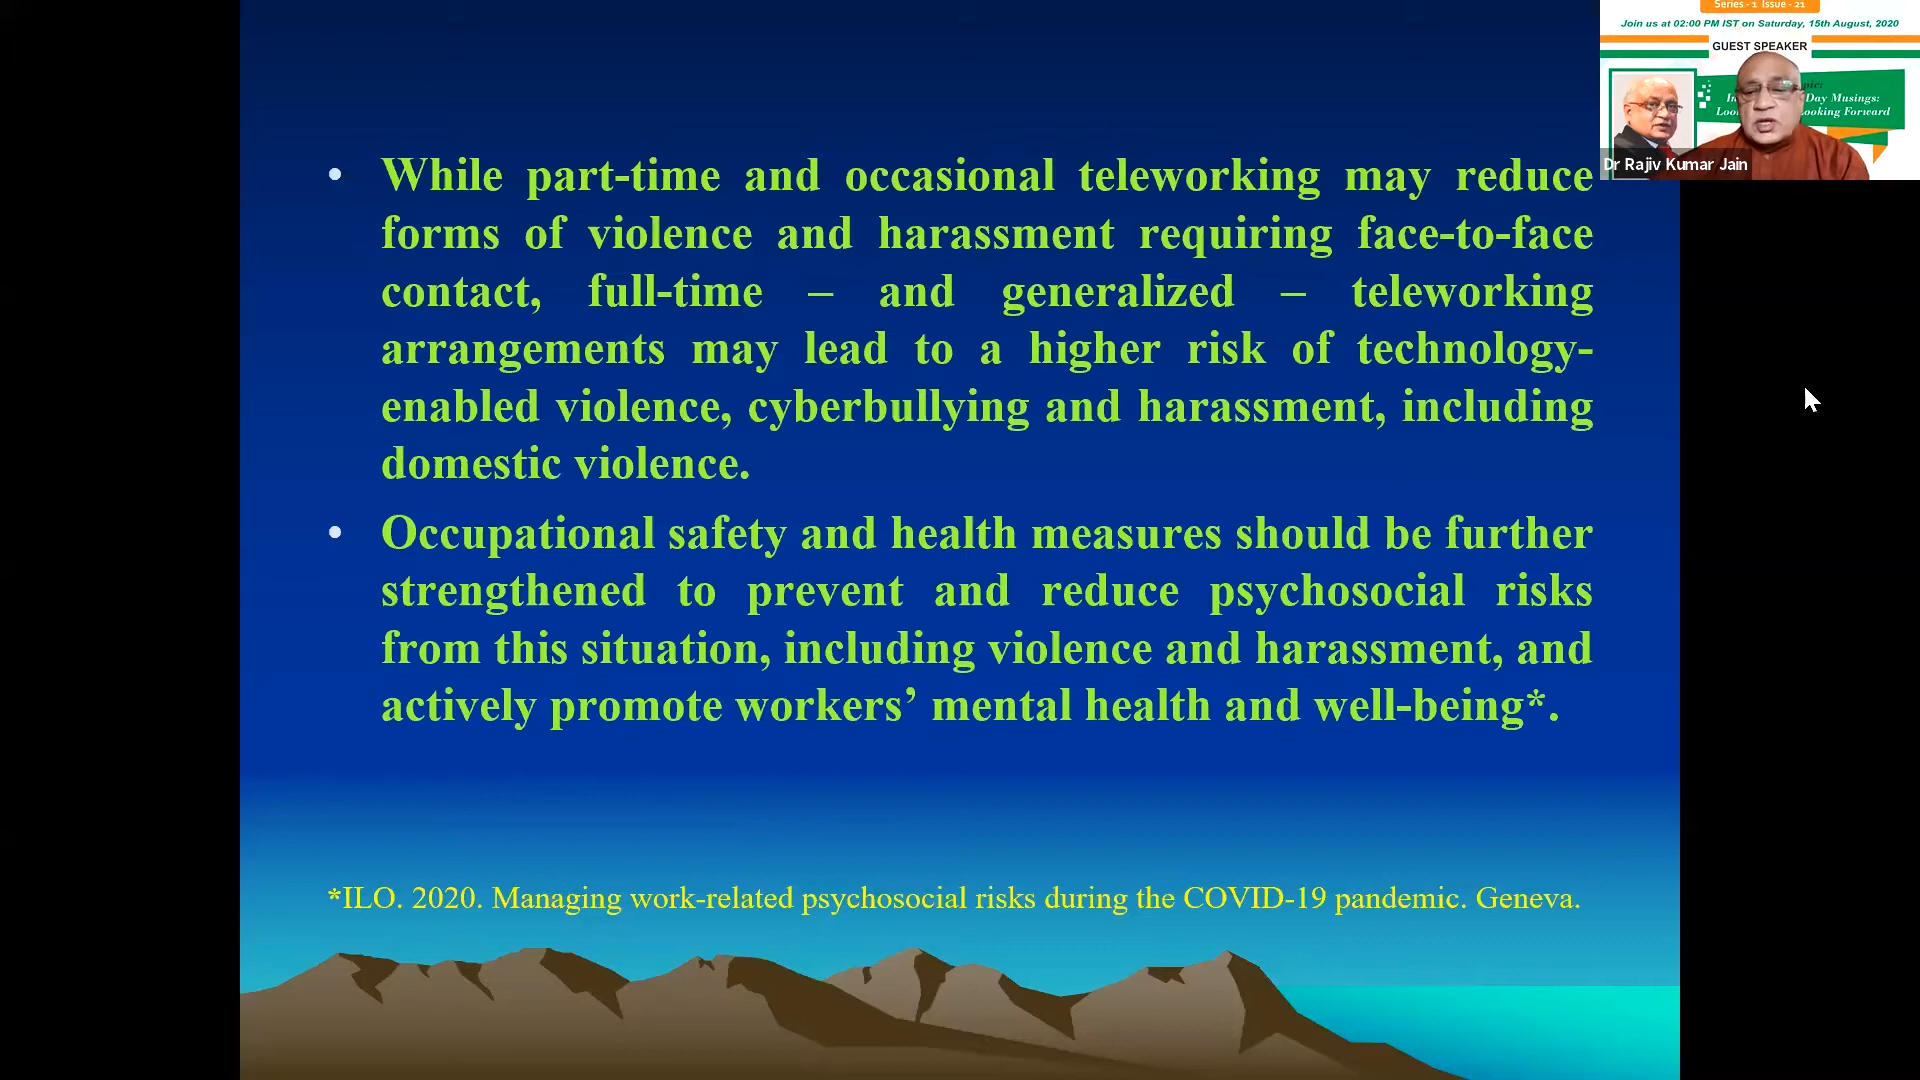 Series - 1 Issue - 21
Join us at 02:00 PM IST on Saturday, 15th August, 2020
GUEST SPEAKER
Day Musings:
Looking Forward
Dr Rajiv Kumar Jain
• While part-time and occasional teleworking may reduce
forms of violence and harassment requiring face-to-face
contact, full-time – and generalized – teleworking
arrangements may lead to a higher risk of technology-
enabled violence, cyberbullying and harassment, including
domestic violence.
• Occupational safety and health measures should be further
strengthened to prevent and reduce psychosocial risks
from this situation, including violence and harassment, and
actively promote workers’ mental health and well-being*.
*ILO. 2020. Managing work-related psychosocial risks during the COVID-19 pandemic. Geneva.